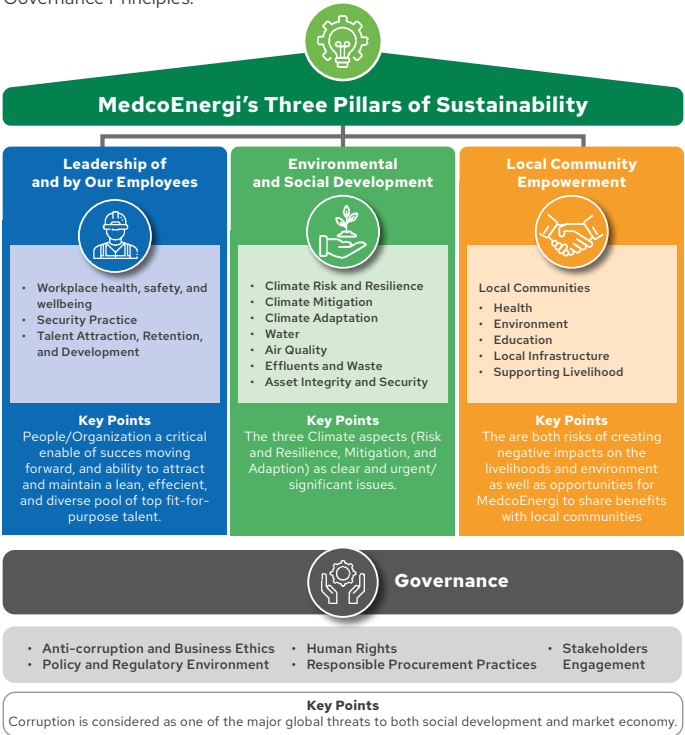 Governance Principles.
MedcoEnergi's Three Pillars of Sustainability
Leadership of
and by Our Employees
• Workplace health, safety, and
wellbeing
• Security Practice
• Talent Attraction, Retention,
and Development
Key Points
People/Organization a critical
enable of succes moving
forward, and ability to attract
and maintain a lean, effecient,
and diverse pool of top fit-for-
purpose talent.
Environmental
and Social Development
• Climate Risk and Resilience
• Climate Mitigation
• Climate Adaptation
• Water
• Air Quality
• Effluents and Waste
• Asset Integrity and Security
Key Points
The three Climate aspects (Risk
and Resilience, Mitigation, and
Adaption) as clear and urgent/
significant issues.
Local Community
Empowerment
Local Communities
• Health
• Environment
• Education
• Local Infrastructure
• Supporting Livelihood
Key Points
The are both risks of creating
negative impacts on the
livelihoods and environment
as well as opportunities for
MedcoEnergi to share benefits
with local communities
Governance
• Anti-corruption and Business Ethics
• Policy and Regulatory Environment
• Human Rights
• Responsible Procurement Practices
• Stakeholders
Engagement
Key Points
Corruption is considered as one of the major global threats to both social development and market economy.